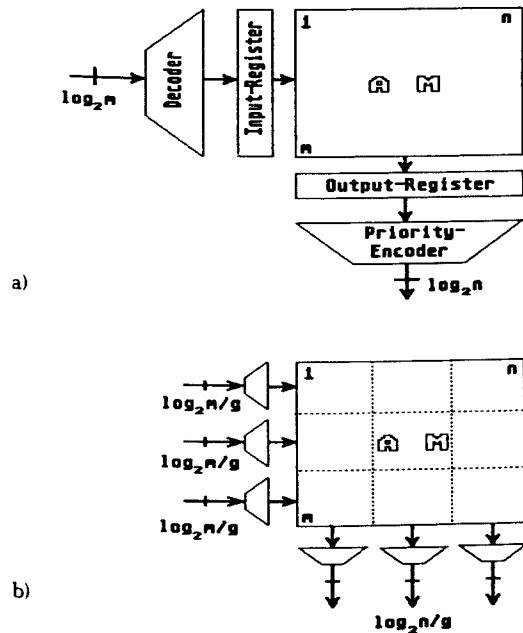 1 n
Decoder
Input-Register
A M
log₂m
m
Output-Register
Priority-
Encoder
log₂n
a)
1 n
log₂m/g
log₂m/g
A M
log₂m/g
m
log₂n/g
b)